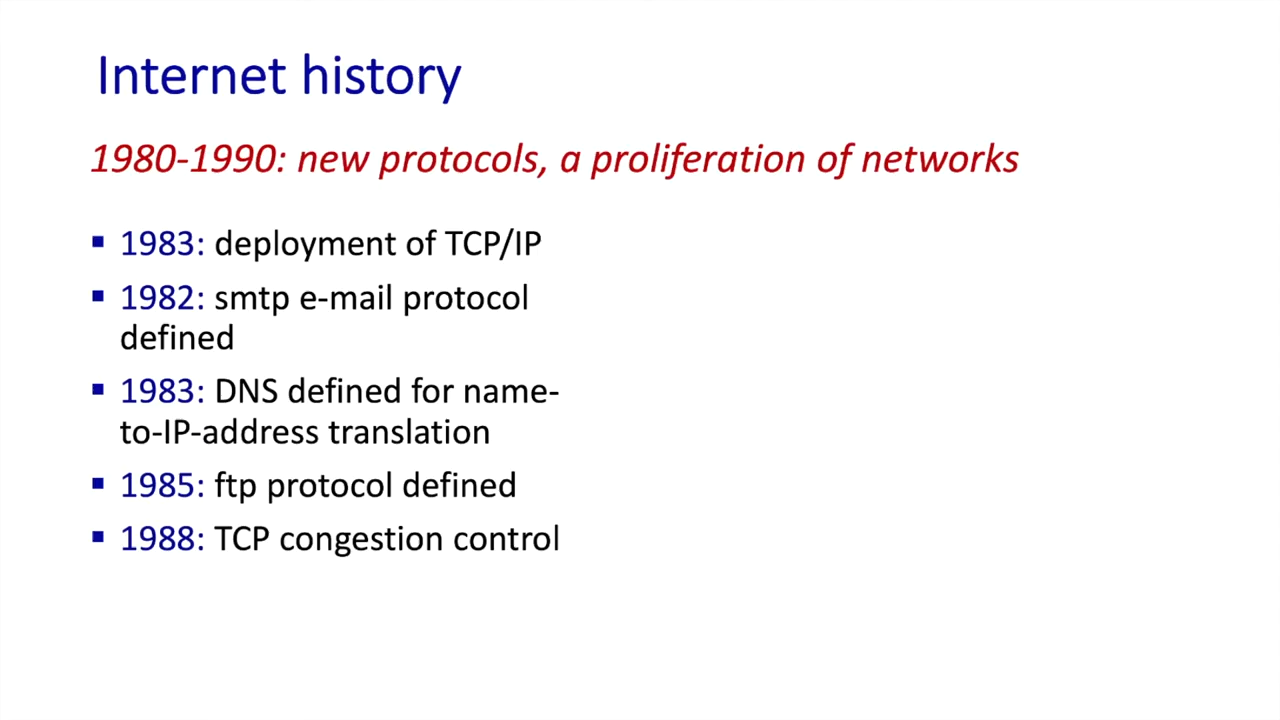 Internet history
1980-1990: new protocols, a proliferation of networks
▪ 1983: deployment of TCP/IP
▪ 1982: smtp e-mail protocol
defined
▪ 1983: DNS defined for name-
to-IP-address translation
▪ 1985: ftp protocol defined
▪ 1988: TCP congestion control